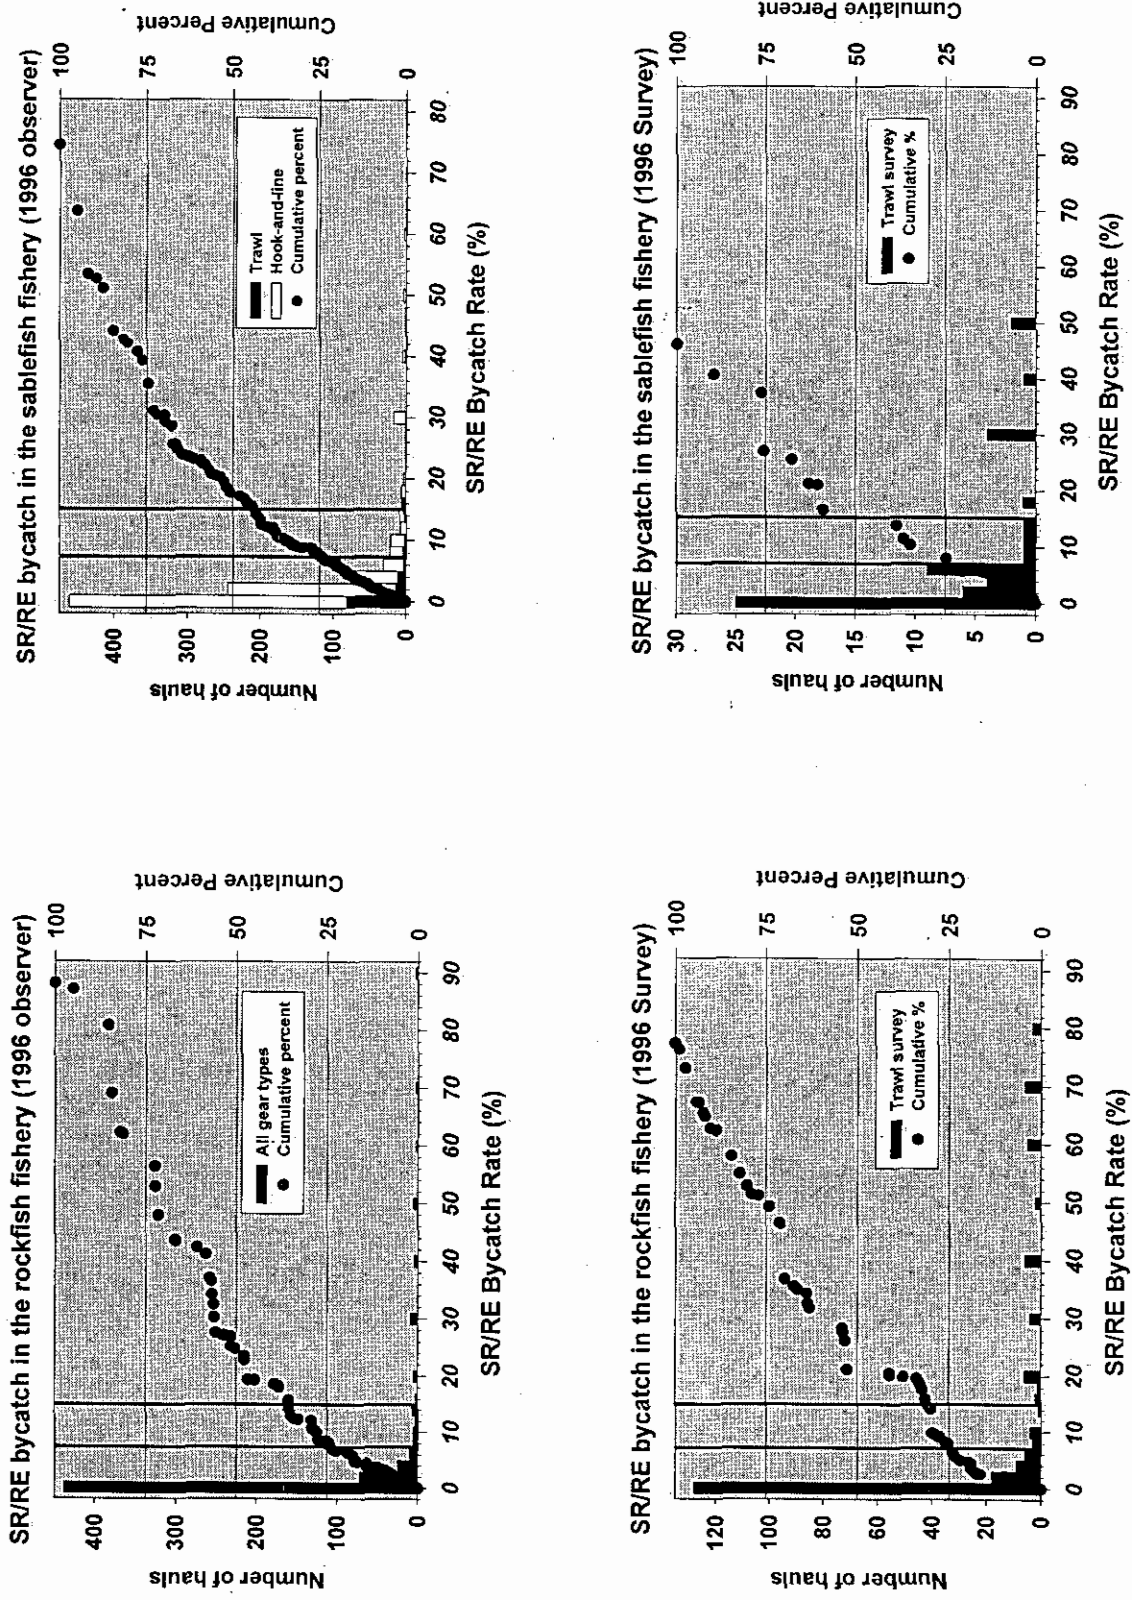 SR/RE bycatch in the rockfish fishery (1996 observer)
Number of hauls
400
300
200
100
0
Cumulative Percent
100
75
50
25
0
All gear types
Cumulative percent
0 10 20 30 40 50 60 70 80 90
SR/RE Bycatch Rate (%)
SR/RE bycatch in the sablefish fishery (1996 observer)
Number of hauls
400
300
200
100
0
Cumulative Percent
100
75
50
25
0
Trawl
Hook-and-line
Cumulative percent
0 10 20 30 40 50 60 70 80
SR/RE Bycatch Rate (%)
SR/RE bycatch in the rockfish fishery (1996 Survey)
Number of hauls
120
100
80
60
40
20
0
Cumulative Percent
100
75
50
25
0
Trawl survey
Cumulative %
0 10 20 30 40 50 60 70 80 90
SR/RE Bycatch Rate (%)
SR/RE bycatch in the sablefish fishery (1996 Survey)
Number of hauls
30
25
20
15
10
5
0
Cumulative Percent
100
75
50
25
0
Trawl survey
Cumulative %
0 10 20 30 40 50 60 70 80 90
SR/RE Bycatch Rate (%)